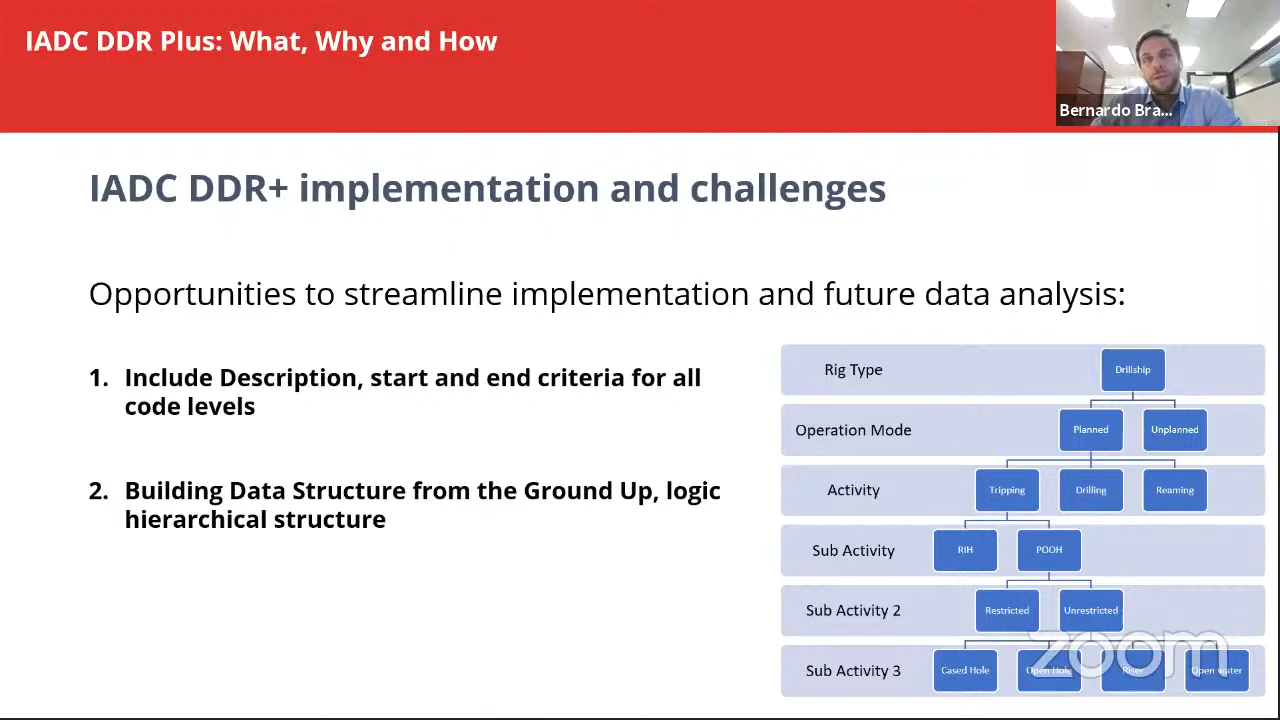 IADC DDR Plus: What, Why and How
Bernardo Bra...
IADC DDR+ implementation and challenges
Opportunities to streamline implementation and future data analysis:
1. Include Description, start and end criteria for all
code levels
2. Building Data Structure from the Ground Up, logic
hierarchical structure
Rig Type
Drillship
Operation Mode
Planned
Unplanned
Activity
Tripping
Drilling
Reaming
Sub Activity
RIH
POOH
Sub Activity 2
Restricted
Unrestricted
Sub Activity 3
Cased Hole
Open Hole
Riser
Open water
zoom